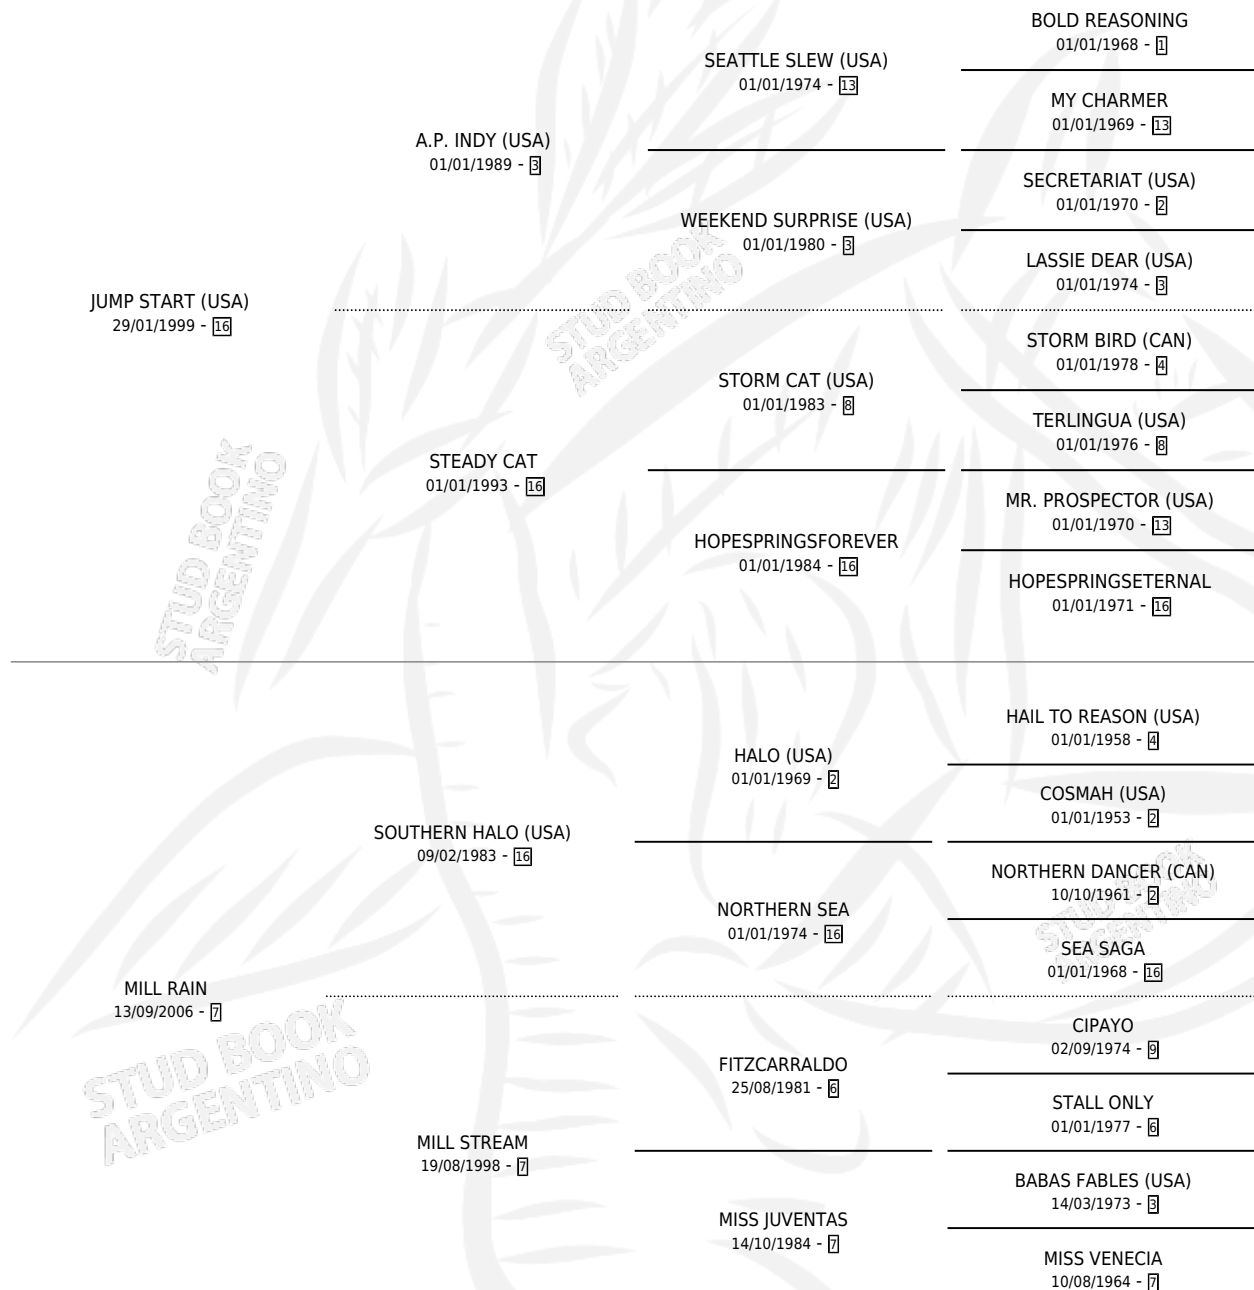 BOLD REASONING
01/01/1968 - 1
SEATTLE SLEW (USA)
01/01/1974 - 13
MY CHARMER
01/01/1969 - 13
A.P. INDY (USA)
01/01/1989 - 3
SECRETARIAT (USA)
01/01/1970 - 2
WEEKEND SURPRISE (USA)
01/01/1980 - 3
LASSIE DEAR (USA)
01/01/1974 - 3
JUMP START (USA)
29/01/1999 - 16
STUD BOOK
ARGENTINO
STORM BIRD (CAN)
01/01/1978 - 4
STORM CAT (USA)
01/01/1983 - 8
TERLINGUA (USA)
01/01/1976 - 8
STEADY CAT
01/01/1993 - 16
MR. PROSPECTOR (USA)
01/01/1970 - 13
HOPESPRINGSFOREVER
01/01/1984 - 16
HOPESPRINGSETERNAL
01/01/1971 - 16
STUD BOOK
ARGENTINO
HAIL TO REASON (USA)
01/01/1958 - 4
HALO (USA)
01/01/1969 - 2
COSMAH (USA)
01/01/1953 - 2
SOUTHERN HALO (USA)
09/02/1983 - 16
NORTHERN DANCER (CAN)
10/10/1961 - 2
NORTHERN SEA
01/01/1974 - 16
STUD BOOK
ARGENTINO
SEA SAGA
01/01/1968 - 16
MILL RAIN
13/09/2006 - 7
CIPAYO
02/09/1974 - 9
FITZCARRALDO
25/08/1981 - 6
STALL ONLY
01/01/1977 - 6
STUD BOOK
ARGENTINO
MILL STREAM
19/08/1998 - 7
BABAS FABLES (USA)
14/03/1973 - 3
MISS JUVENTAS
14/10/1984 - 7
MISS VENECIA
10/08/1964 - 7